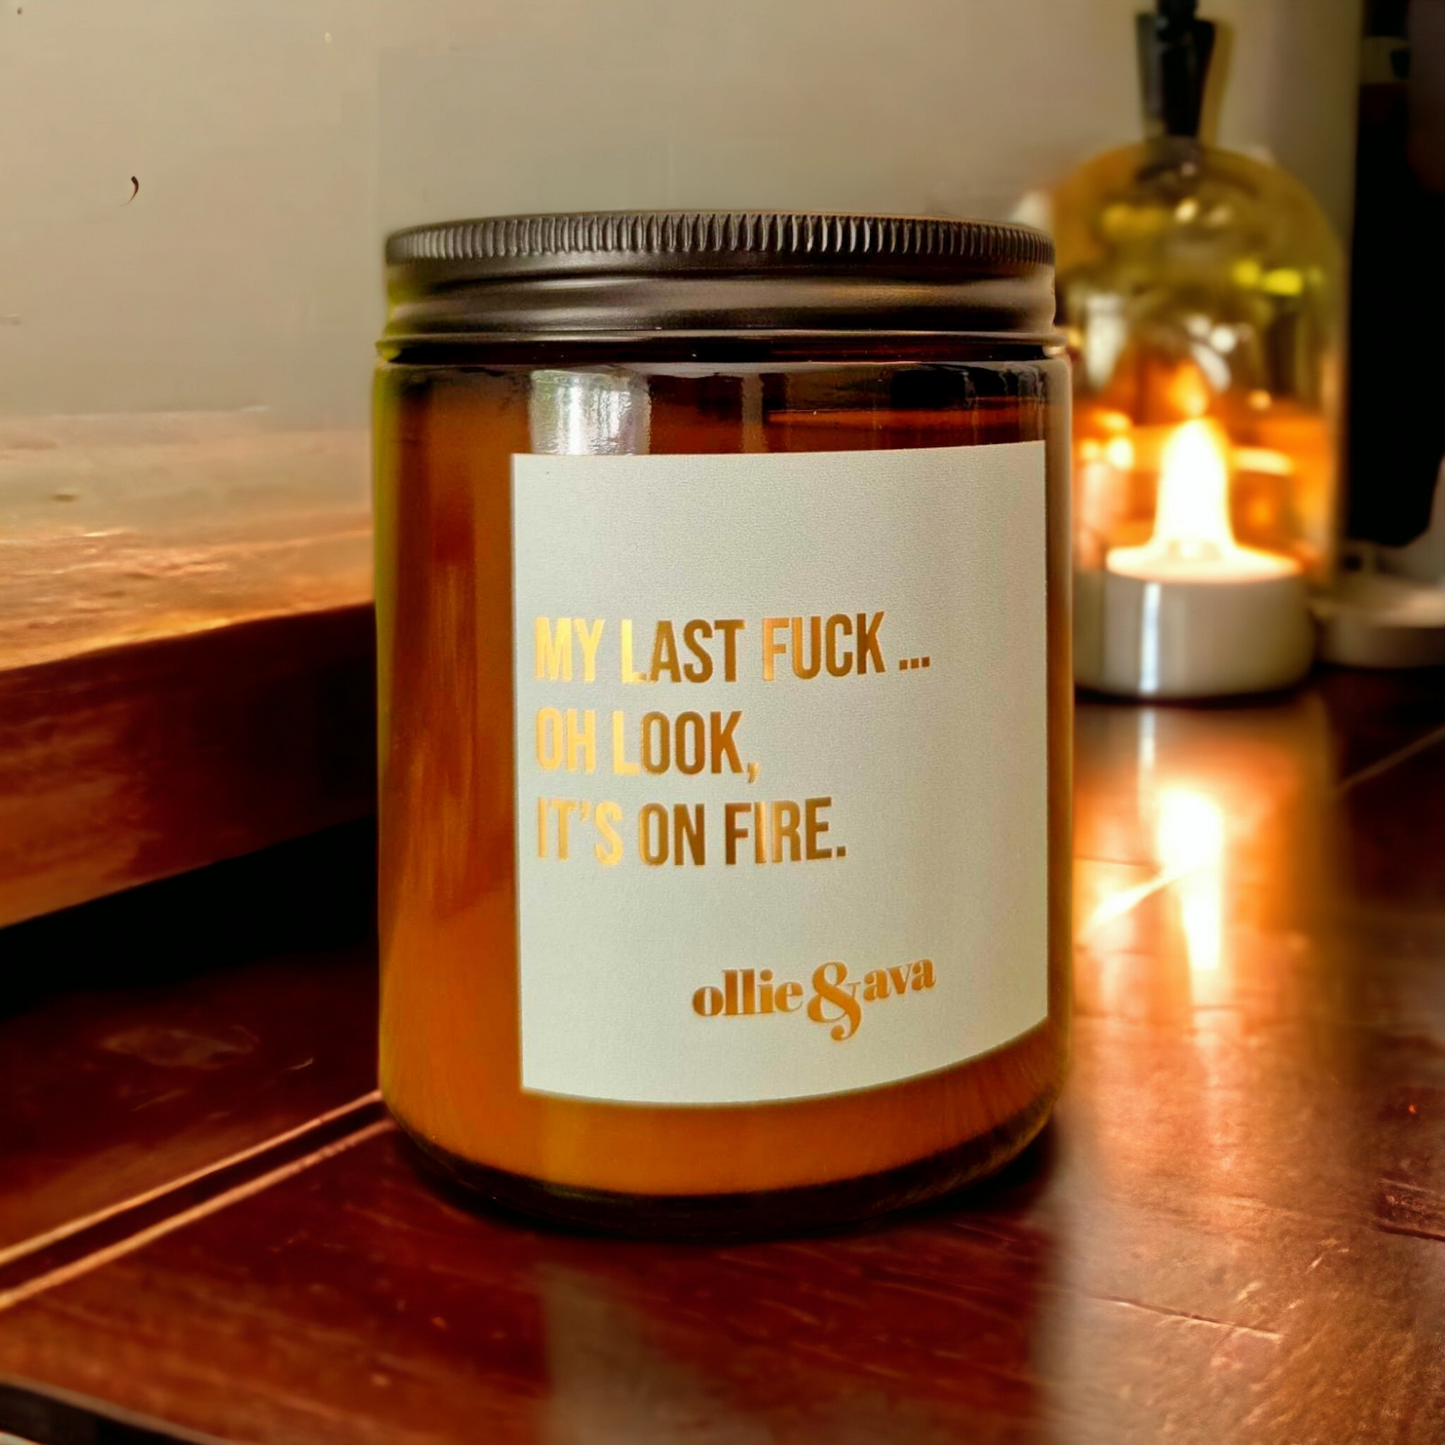 MY LAST FUCK ...
OH LOOK,
IT'S ON FIRE.
ollie & ava